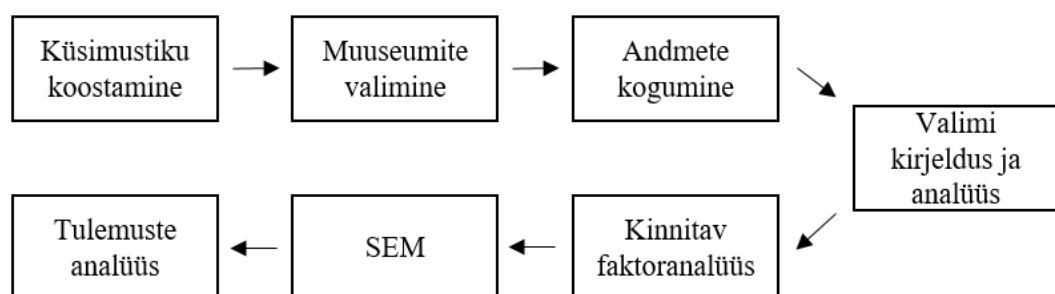 Küsimustiku
koostamine
Muuseumite
valimine
Andmete
kogumine
Valimi
kirjeldus ja
analüüs
Kinnitav
faktoranalüüs
SEM
Tulemuste
analüüs